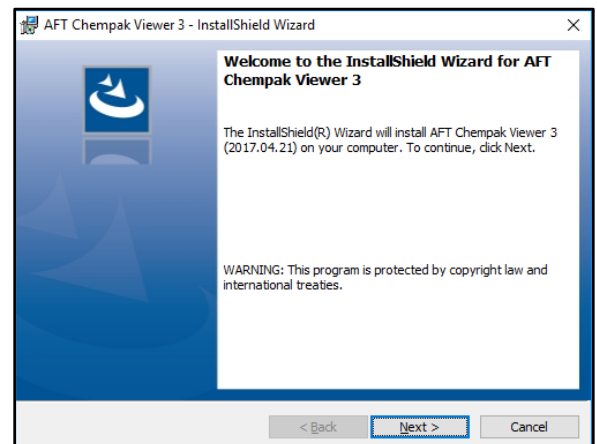 AFT Chempak Viewer 3 - InstallShield Wizard
Welcome to the InstallShield Wizard for AFT
Chempak Viewer 3
The InstallShield(R) Wizard will install AFT Chempak Viewer 3
(2017.04.21) on your computer. To continue, click Next.
WARNING: This program is protected by copyright law and
international treaties.
< Back Next > Cancel